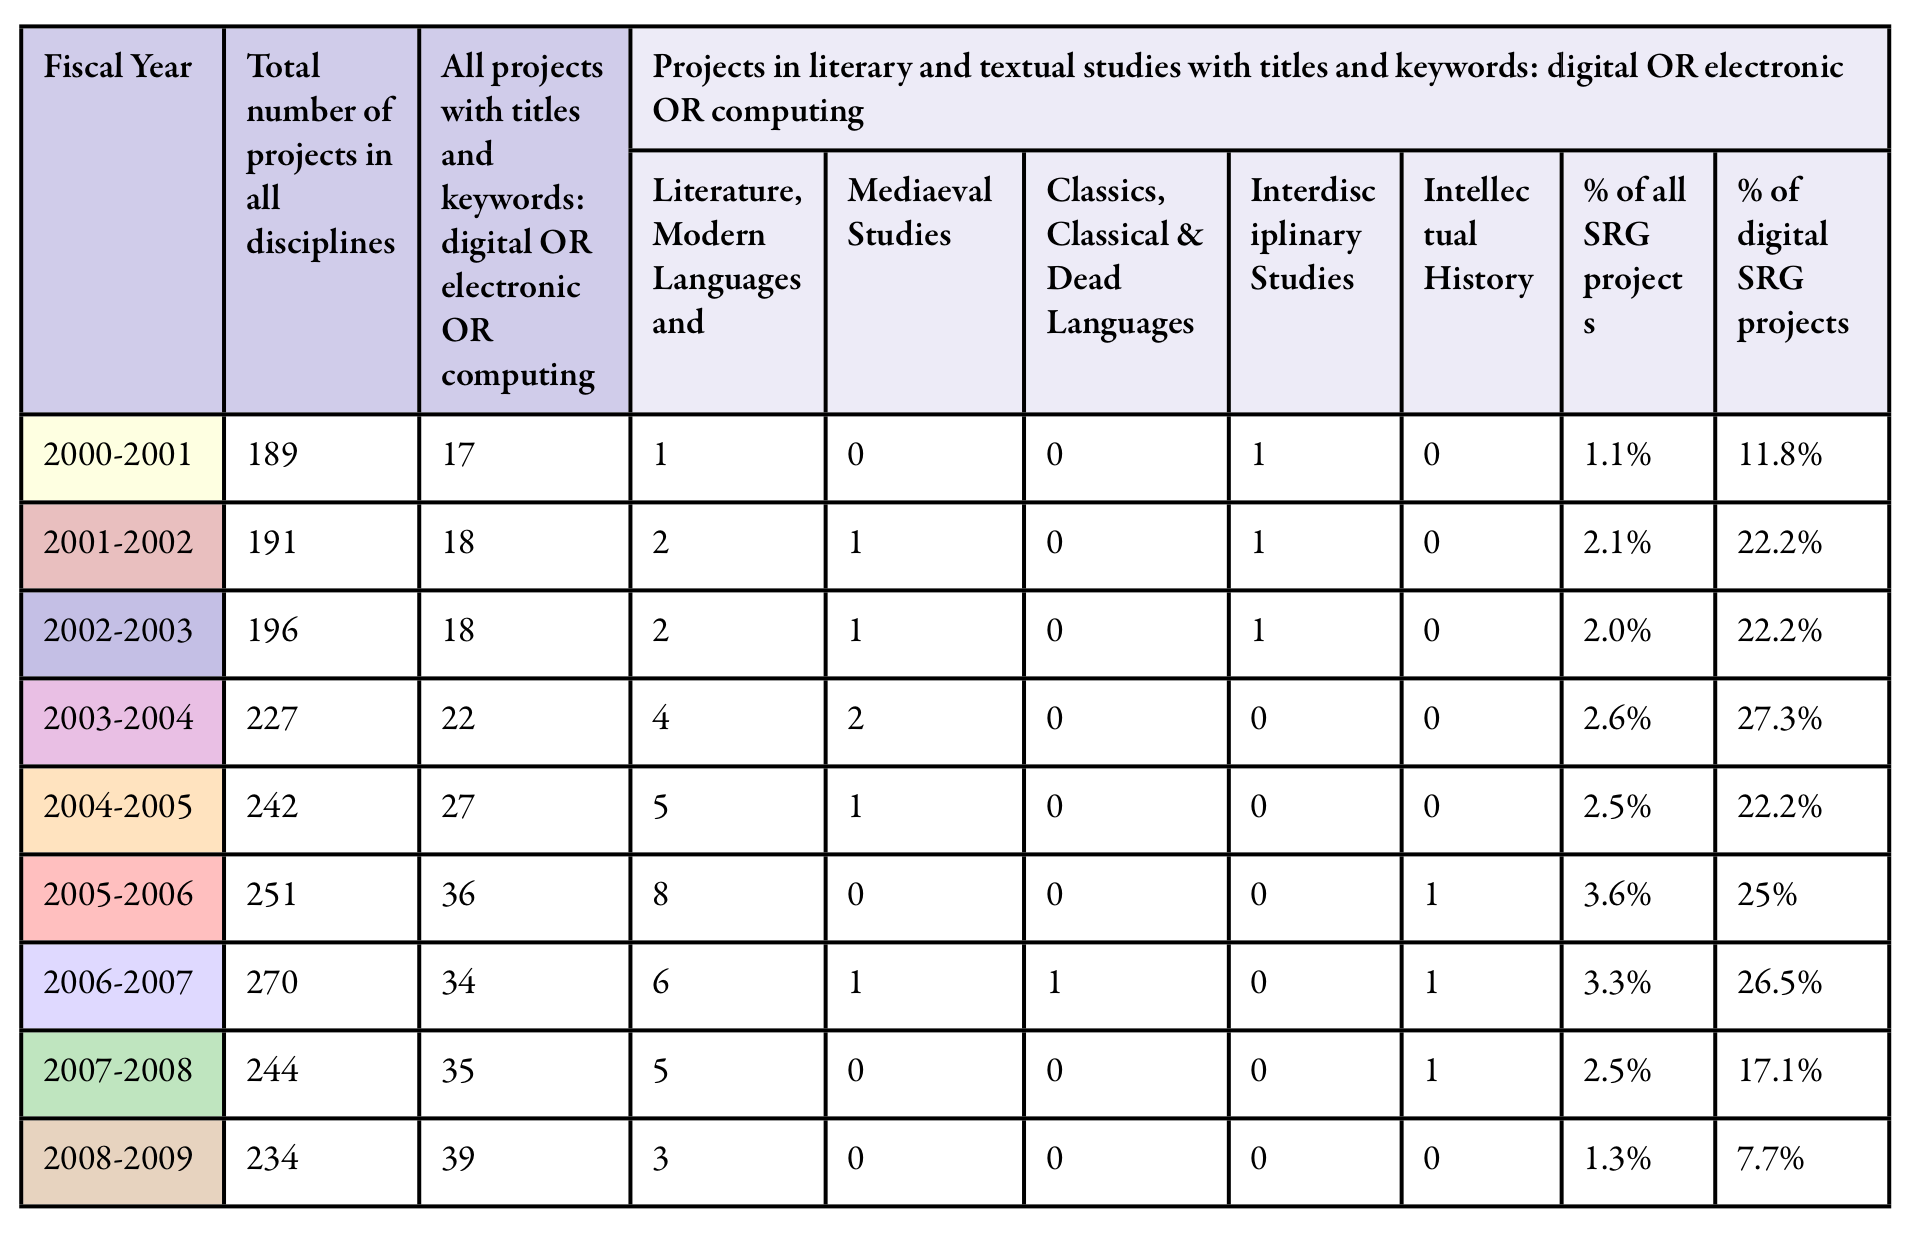 Fiscal Year
Total
number of
projects in
all
disciplines
All projects
with titles
and
keywords:
digital OR
electronic
OR
computing
Projects in literary and textual studies with titles and keywords: digital OR electronic
OR computing
Literature,
Modern
Languages
and
Mediaeval
Studies
Classics,
Classical &
Dead
Languages
Interdisc
iplinary
Studies
Intellec
tual
History
% of all
SRG
project
s
% of
digital
SRG
projects
2000-2001 189 17 1 0 0 1 0 1.1% 11.8%
2001-2002 191 18 2 1 0 1 0 2.1% 22.2%
2002-2003 196 18 2 1 0 1 0 2.0% 22.2%
2003-2004 227 22 4 2 0 0 0 2.6% 27.3%
2004-2005 242 27 5 1 0 0 0 2.5% 22.2%
2005-2006 251 36 8 0 0 0 1 3.6% 25%
2006-2007 270 34 6 1 1 0 1 3.3% 26.5%
2007-2008 244 35 5 0 0 0 1 2.5% 17.1%
2008-2009 234 39 3 0 0 0 0 1.3% 7.7%